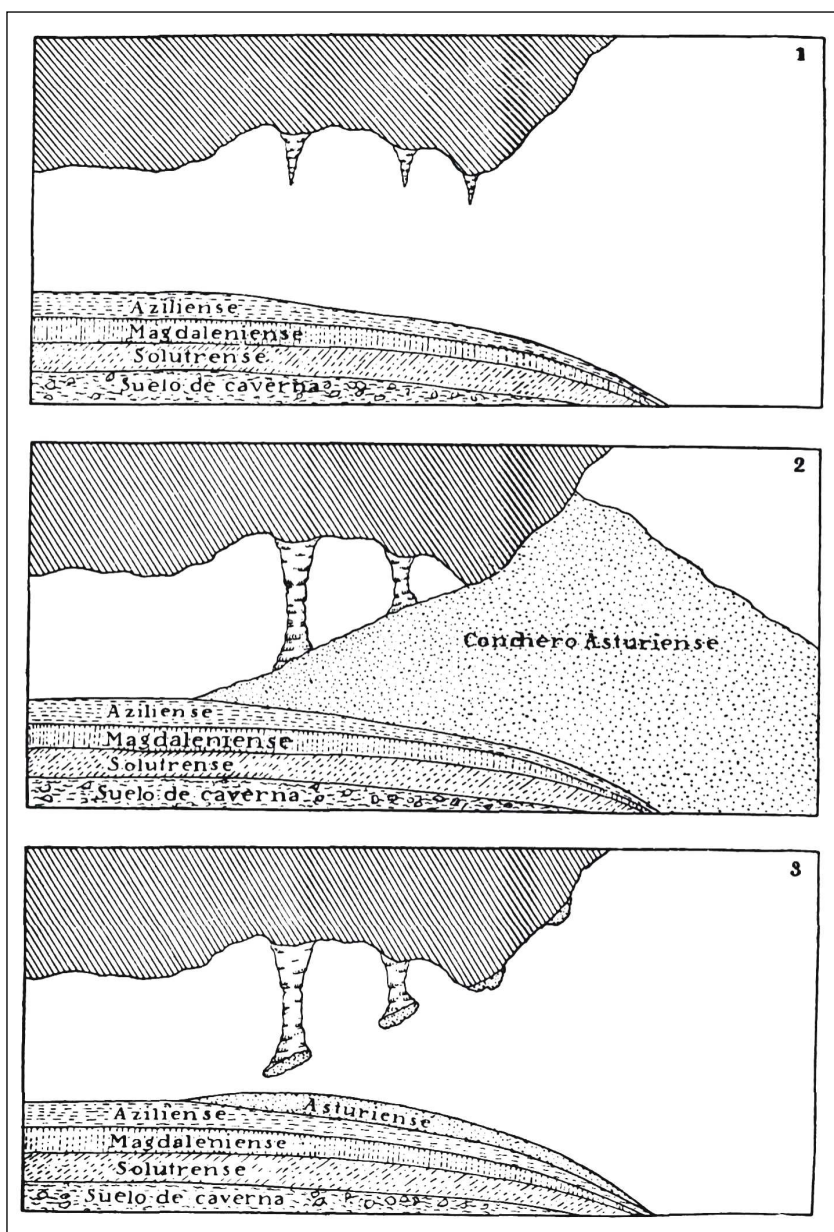 1
Aziliense
Magdaleniense
Solutrense
Suelo de caverna
2
Conchero Asturiense
Aziliense
Magdaleniense
Solutrense
Suelo de caverna
3
Asturiense
Aziliense
Magdaleniense
Solutrense
Suelo de caverna